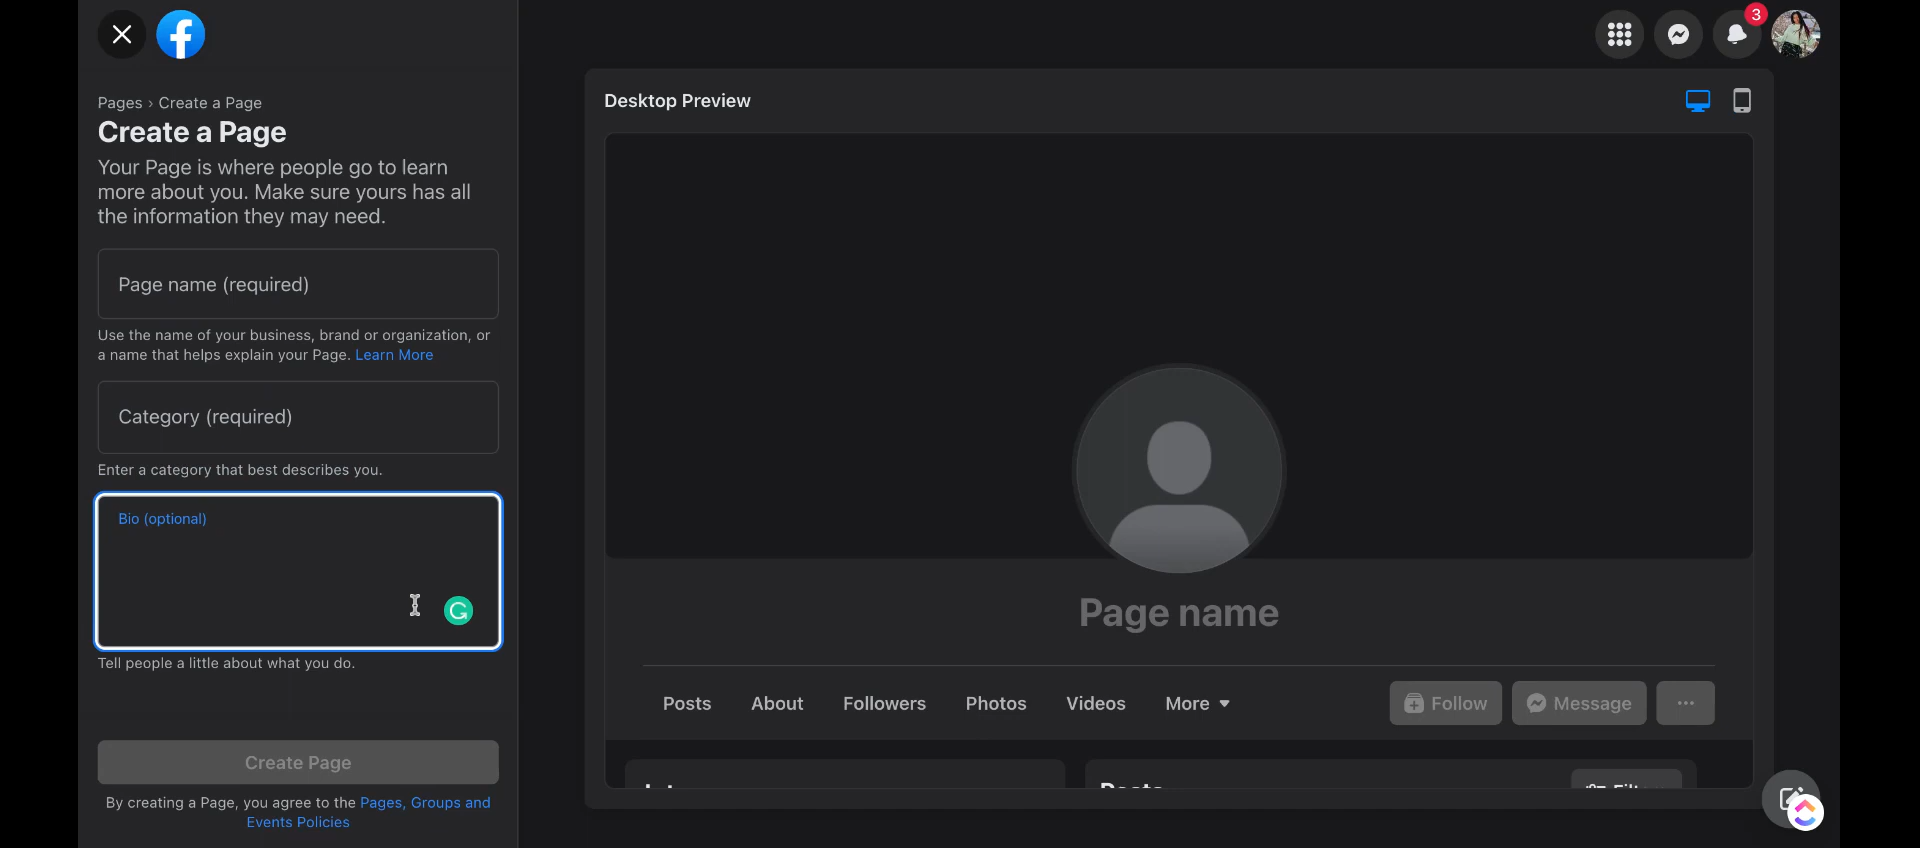 3
Pages › Create a Page
Create a Page
Your Page is where people go to learn
more about you. Make sure yours has all
the information they may need.
Page name (required)
Use the name of your business, brand or organization, or
a name that helps explain your Page. Learn More
Category (required)
Enter a category that best describes you.
Bio (optional)
Tell people a little about what you do.
Create Page
By creating a Page, you agree to the Pages, Groups and
Events Policies
Desktop Preview
Page name
Posts About Followers Photos Videos More Follow Message
Posts